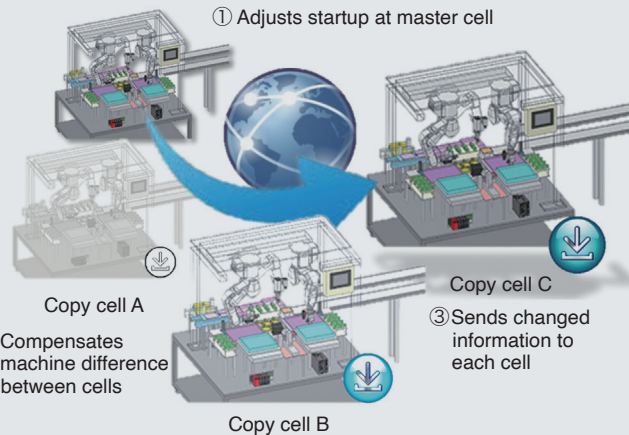 ① Adjusts startup at master cell
Copy cell A
Compensates
machine difference
between cells
Copy cell B
Copy cell C
③Sends changed
information to
each cell